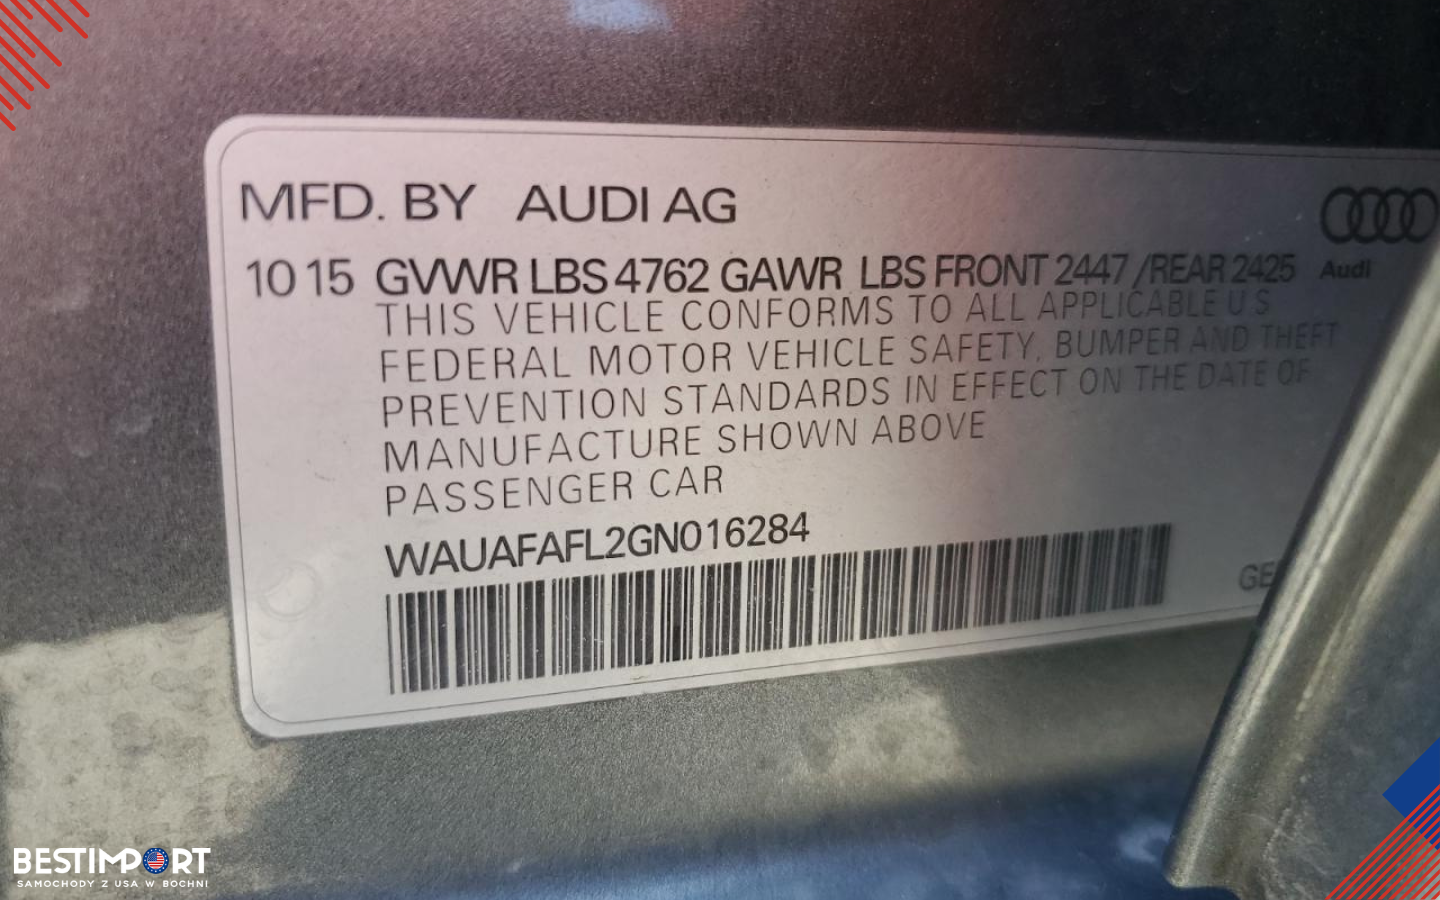 MFD. BY AUDI AG
10 15 GVWR LBS 4762 GAWR LBS FRONT 2447 /REAR 2425
Audi
THIS VEHICLE CONFORMS TO ALL APPLICABLE U S
FEDERAL MOTOR VEHICLE SAFETY, BUMPER AND THEFT
PREVENTION STANDARDS IN EFFECT ON THE DATE OF
MANUFACTURE SHOWN ABOVE
PASSENGER CAR
WAUAFAFL2GN016284
BESTIMPORT
SAMOCHODY Z USA W BOCHNI